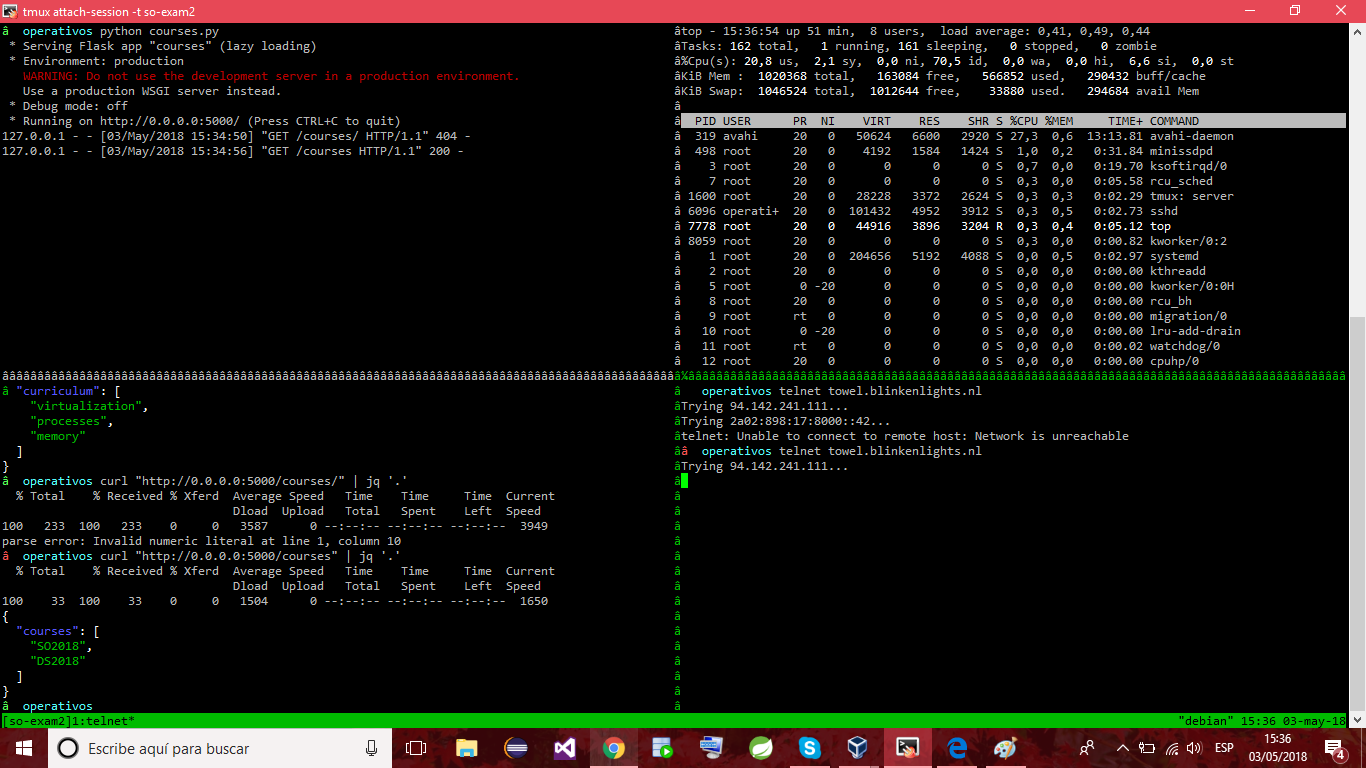 tmux attach-session -t so-exam2
â  operativos python courses.py
 * Serving Flask app "courses" (lazy loading)
 * Environment: production
   WARNING: Do not use the development server in a production environment.
   Use a production WSGI server instead.
 * Debug mode: off
 * Running on http://0.0.0.0:5000/ (Press CTRL+C to quit)
127.0.0.1 - - [03/May/2018 15:34:50] "GET /courses/ HTTP/1.1" 404 -
127.0.0.1 - - [03/May/2018 15:34:56] "GET /courses HTTP/1.1" 200 -
âtop - 15:36:54 up 51 min,  8 users,  load average: 0,41, 0,49, 0,44
âTasks: 162 total,   1 running, 161 sleeping,   0 stopped,   0 zombie
â%Cpu(s): 20,8 us,  2,1 sy,  0,0 ni, 70,5 id,  0,0 wa,  0,0 hi,  6,6 si,  0,0 st
âKiB Mem :  1020368 total,   163084 free,   566852 used,   290432 buff/cache
âKiB Swap:  1046524 total,  1012644 free,    33880 used.   294684 avail Mem
â
â  PID USER      PR  NI    VIRT    RES    SHR S %CPU %MEM     TIME+ COMMAND
â  319 avahi     20   0   50624   6600   2920 S 27,3  0,6  13:13.81 avahi-daemon
â  498 root      20   0    4192   1584   1424 S  1,0  0,2   0:31.84 minissdpd
â    3 root      20   0       0      0      0 S  0,7  0,0   0:19.70 ksoftirqd/0
â    7 root      20   0       0      0      0 S  0,3  0,0   0:05.58 rcu_sched
â 1600 root      20   0   28228   3372   2624 S  0,3  0,3   0:02.29 tmux: server
â 6096 operati+  20   0  101432   4952   3912 S  0,3  0,5   0:02.73 sshd
â 7778 root      20   0   44916   3896   3204 R  0,3  0,4   0:05.12 top
â 8059 root      20   0       0      0      0 S  0,3  0,0   0:00.82 kworker/0:2
â    1 root      20   0  204656   5192   4088 S  0,0  0,5   0:02.97 systemd
â    2 root      20   0       0      0      0 S  0,0  0,0   0:00.00 kthreadd
â    5 root       0 -20       0      0      0 S  0,0  0,0   0:00.00 kworker/0:0H
â    8 root      20   0       0      0      0 S  0,0  0,0   0:00.00 rcu_bh
â    9 root      rt   0       0      0      0 S  0,0  0,0   0:00.00 migration/0
â   10 root       0 -20       0      0      0 S  0,0  0,0   0:00.00 lru-add-drain
â   11 root      rt   0       0      0      0 S  0,0  0,0   0:00.02 watchdog/0
â   12 root      20   0       0      0      0 S  0,0  0,0   0:00.00 cpuhp/0
â "curriculum": [
    "virtualization",
    "processes",
    "memory"
  ]
}
â  operativos curl "http://0.0.0.0:5000/courses/" | jq '.'
  % Total    % Received % Xferd  Average Speed   Time    Time     Time  Current
                                 Dload  Upload   Total   Spent    Left  Speed
100   233  100   233    0     0   3587      0 --:--:-- --:--:-- --:--:--  3949
parse error: Invalid numeric literal at line 1, column 10
â  operativos curl "http://0.0.0.0:5000/courses" | jq '.'
  % Total    % Received % Xferd  Average Speed   Time    Time     Time  Current
                                 Dload  Upload   Total   Spent    Left  Speed
100    33  100    33    0     0   1504      0 --:--:-- --:--:-- --:--:--  1650
{
  "courses": [
    "SO2018",
    "DS2018"
  ]
}
â  operativos
â   operativos telnet towel.blinkenlights.nl
âTrying 94.142.241.111...
âTrying 2a02:898:17:8000::42...
âtelnet: Unable to connect to remote host: Network is unreachable
ââ  operativos telnet towel.blinkenlights.nl
âTrying 94.142.241.111...
[so-exam2]1:telnet*
"debian" 15:36 03-may-18
Escribe aquí para buscar
ESP
15:36
03/05/2018
4